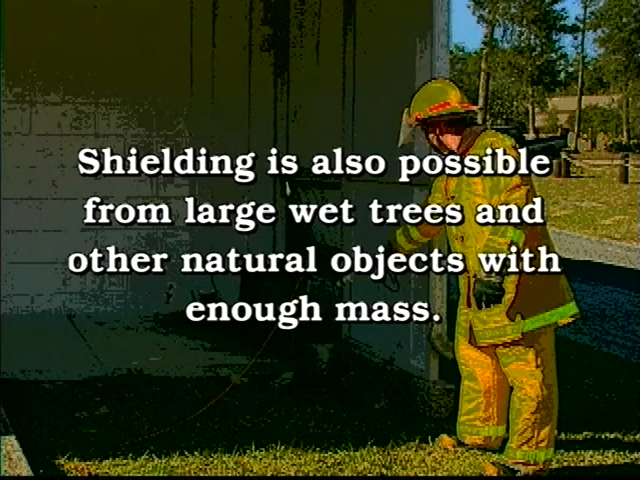 Shielding is also possible
from large wet trees and
other natural objects with
enough mass.